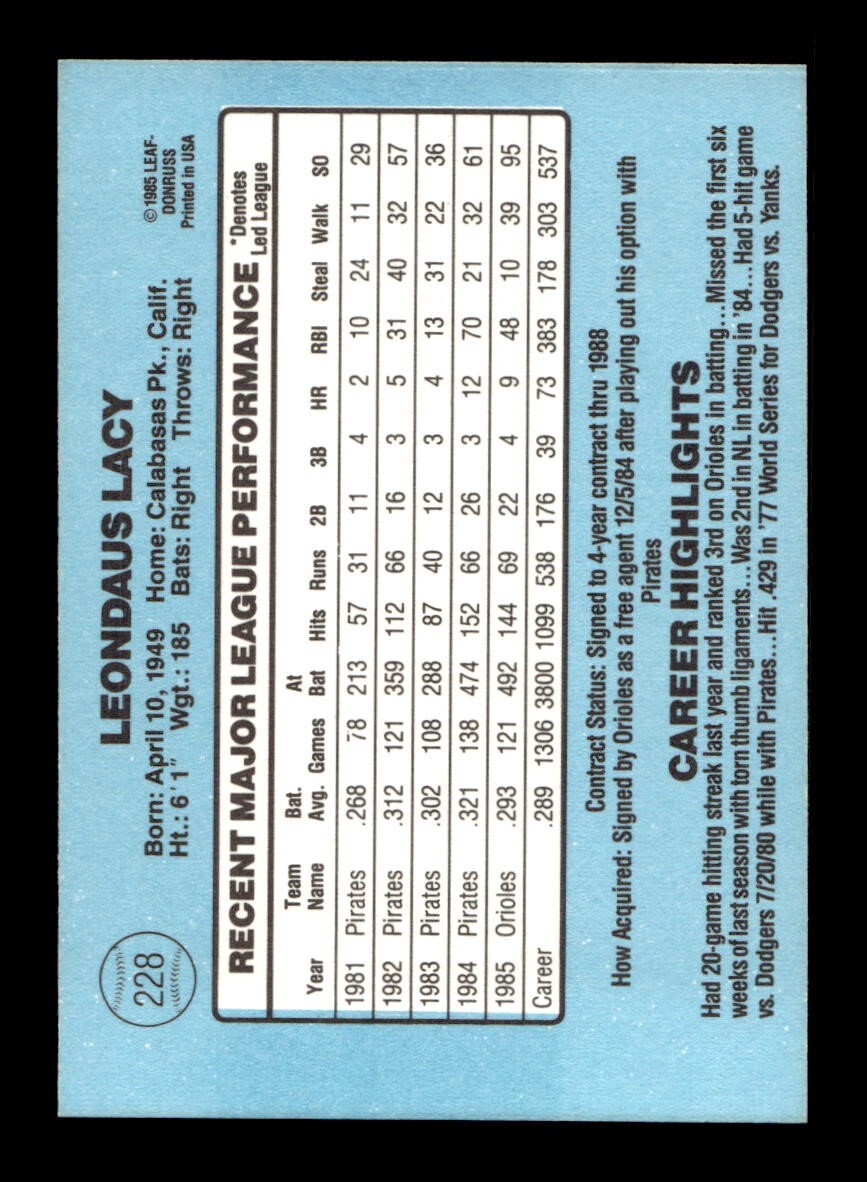 228
LEONDAUS LACY
©1985 LEAF-
DONRUSS
Printed in USA
Born: April 10, 1949 Home: Calabasas Pk., Calif.
Ht.: 6'1" Wgt.: 185 Bats: Right Throws: Right
RECENT MAJOR LEAGUE PERFORMANCE
*Denotes
Led League
Year Team Name Bat. Avg. Games At Bat Hits Runs 2B 3B HR RBI Steal Walk SO
1981 Pirates .268 78 213 57 31 11 4 2 10 24 11 29
1982 Pirates .312 121 359 112 66 16 3 5 31 40 32 57
1983 Pirates .302 108 288 87 40 12 3 4 13 31 22 36
1984 Pirates .321 138 474 152 66 26 3 12 70 21 32 61
1985 Orioles .293 121 492 144 69 22 4 9 48 10 39 95
Career .289 1306 3800 1099 538 176 39 73 383 178 303 537
Contract Status: Signed to 4-year contract thru 1988
How Acquired: Signed by Orioles as a free agent 12/5/84 after playing out his option with
Pirates
CAREER HIGHLIGHTS
Had 20-game hitting streak last year and ranked 3rd on Orioles in batting...Missed the first six
weeks of last season with torn thumb ligaments...Was 2nd in NL in batting in '84...Had 5-hit game
vs. Dodgers 7/20/80 while with Pirates...Hit .429 in '77 World Series for Dodgers vs. Yanks.